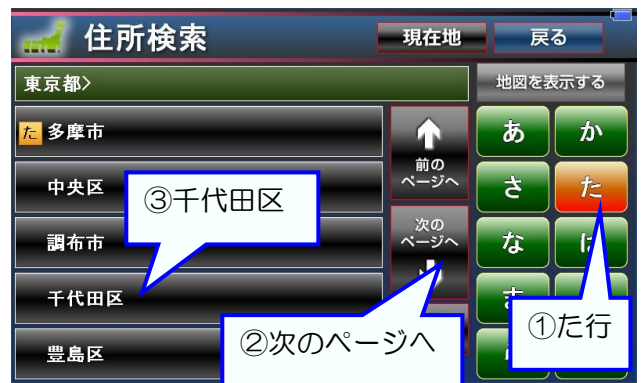 住所検索
現在地
戻る
東京都>
地図を表示する
た 多摩市
中央区
調布市
千代田区
豊島区
前の
ページへ
次の
ページへ
あ か
さ た
な は
ま
③千代田区
②次のページへ
①た行